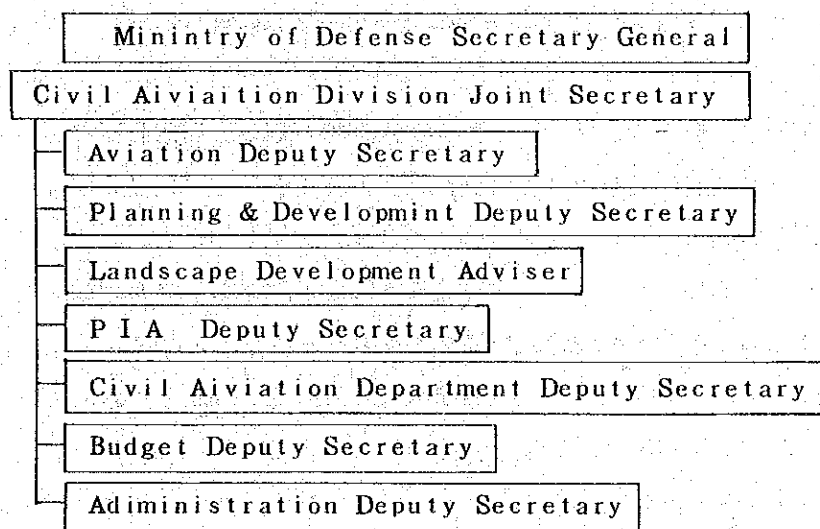 Minintry of Defense Secretary General
Civil Aiviaition Division Joint Secretary
Aviation Deputy Secretary
Planning & Developmint Deputy Secretary
Landscape Development Adviser
PIA Deputy Secretary
Civil Aiviation Department Deputy Secretary
Budget Deputy Secretary
Adiministration Deputy Secretary